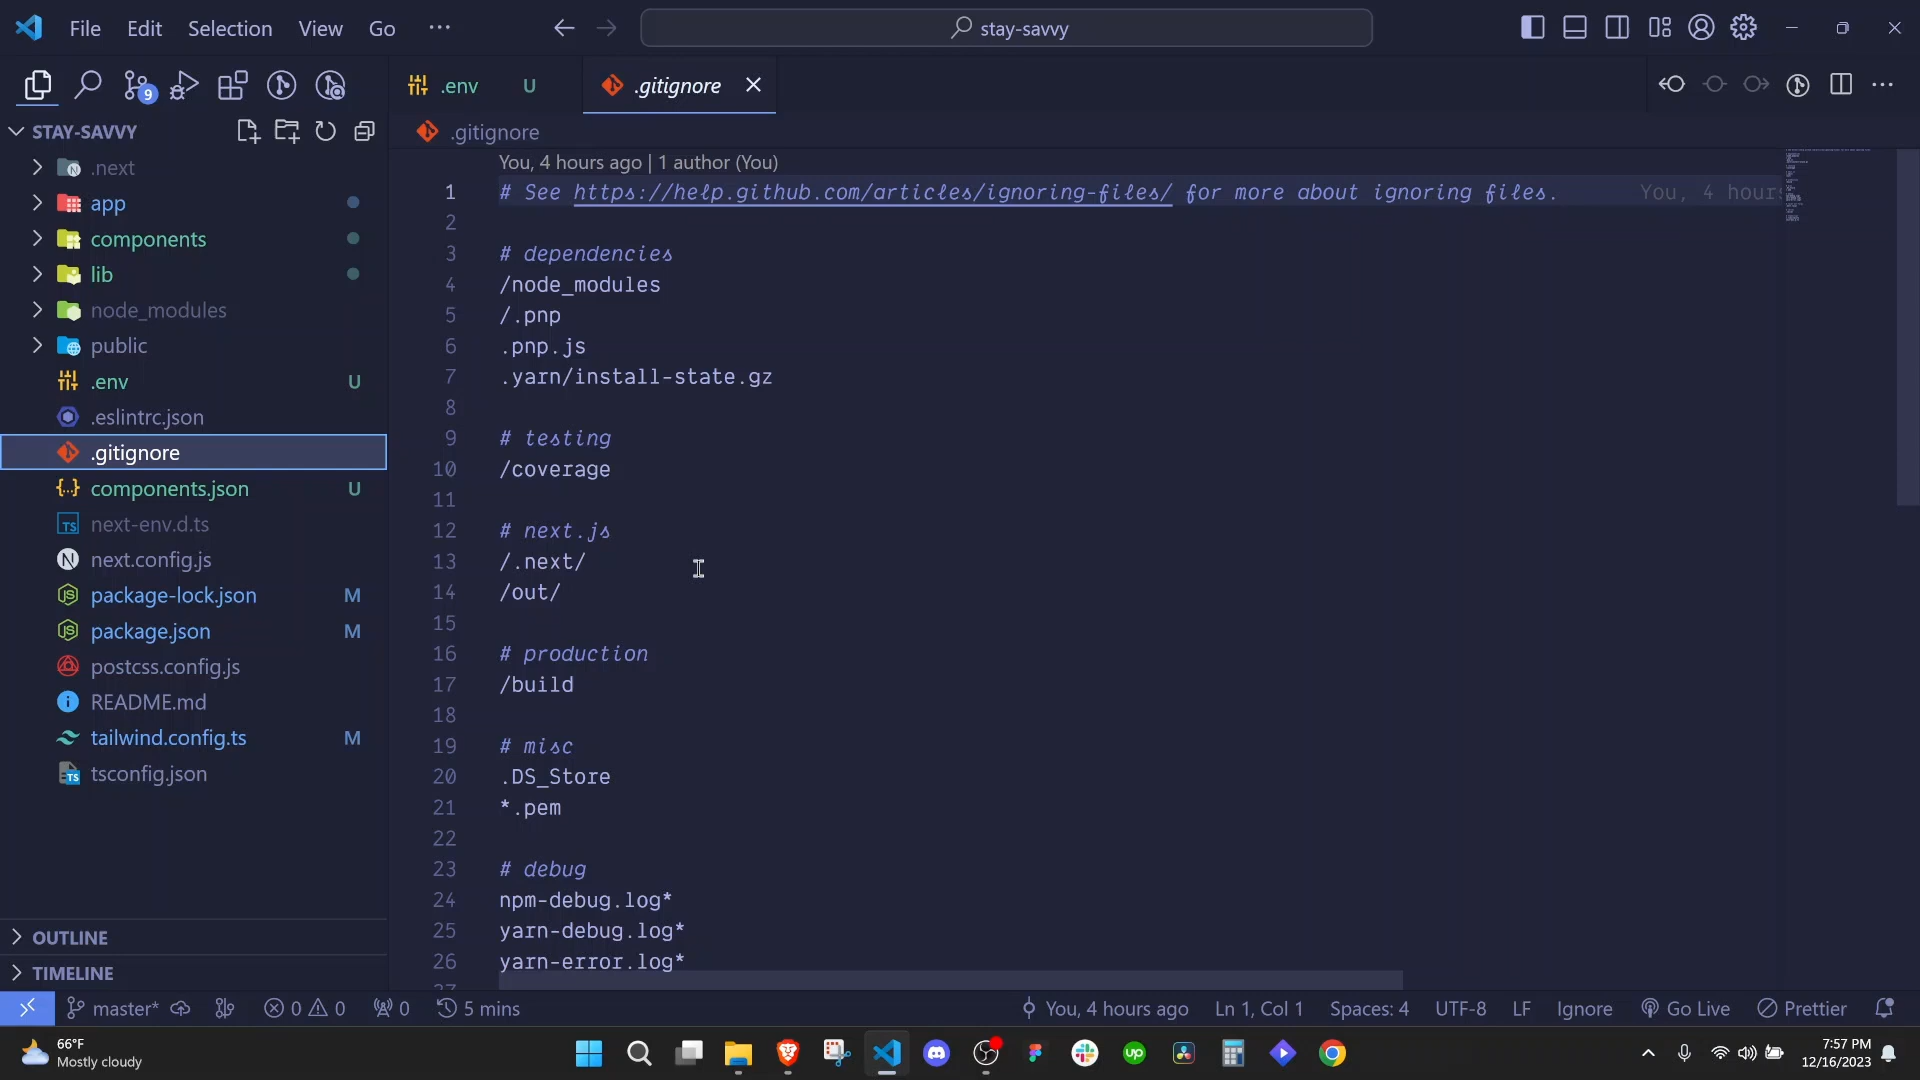 File Edit Selection View Go ···
stay-savvy
9
.env U
.gitignore
STAY-SAVVY
.gitignore
.next
app
components
lib
node_modules
public
.env U
.eslintrc.json
.gitignore
components.json U
next-env.d.ts
next.config.js
package-lock.json M
package.json M
postcss.config.js
README.md
tailwind.config.ts M
tsconfig.json
OUTLINE
TIMELINE
You, 4 hours ago | 1 author (You)
1 # See https://help.github.com/articles/ignoring-files/ for more about ignoring files. You, 4 hours
2
3 # dependencies
4 /node_modules
5 /.pnp
6 .pnp.js
7 .yarn/install-state.gz
8
9 # testing
10 /coverage
11
12 # next.js
13 /.next/
14 /out/
15
16 # production
17 /build
18
19 # misc
20 .DS_Store
21 *.pem
22
23 # debug
24 npm-debug.log*
25 yarn-debug.log*
26 yarn-error.log*
master* 0 0 0 5 mins You, 4 hours ago Ln 1, Col 1 Spaces: 4 UTF-8 LF Ignore Go Live Prettier
66°F
Mostly cloudy
7:57 PM
12/16/2023